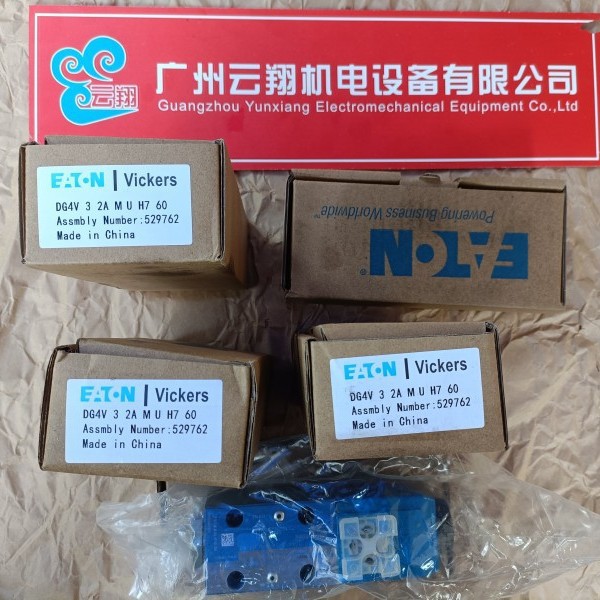 云翔
广州云翔机电设备有限公司
Guangzhou Yunxiang Electromechanical Equipment Co.,Ltd
EATON | Vickers
DG4V 3 2A M U H7 60
Assmbly Number:529762
Made in China
EATON®
Powering Business Worldwide™
EATON | Vickers
DG4V 3 2A M U H7 60
Assmbly Number:529762
Made in China
EATON | Vickers
DG4V 3 2A M U H7 60
Assmbly Number:529762
Made in China